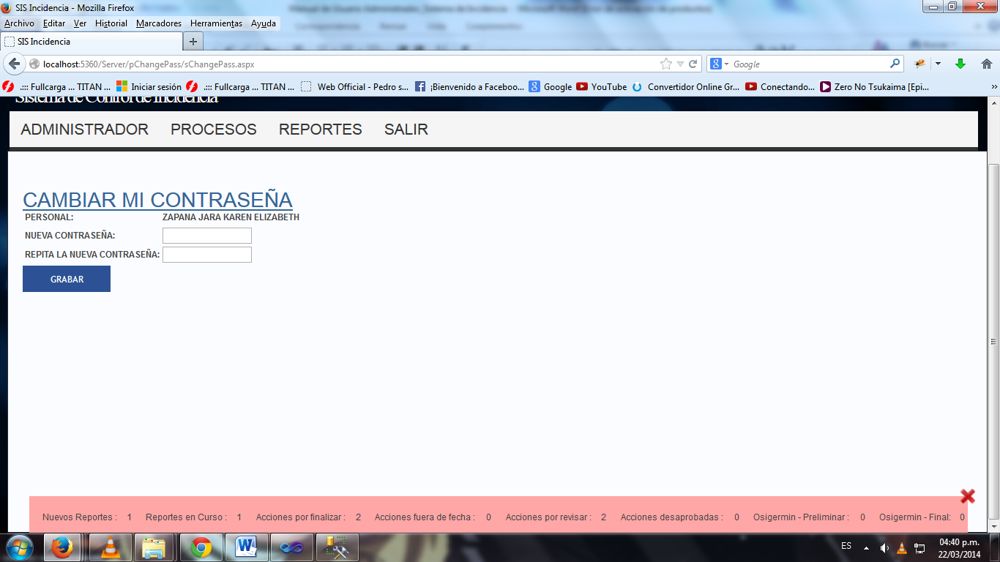 SIS Incidencia - Mozilla Firefox
Archivo Editar Ver Historial Marcadores Herramientas Ayuda
SIS Incidencia
localhost:5360/Server/pChangePass/sChangePass.aspx
Google
.::: Fullcarga ... TITAN ... Iniciar sesión .::: Fullcarga ... TITAN ... Web Official - Pedro s... ¡Bienvenido a Faceboo... Google YouTube Convertidor Online Gr... Conectando... Zero No Tsukaima [Epi...
Sistema de Control de Incidencia
ADMINISTRADOR PROCESOS REPORTES SALIR
CAMBIAR MI CONTRASEÑA
PERSONAL: ZAPANA JARA KAREN ELIZABETH
NUEVA CONTRASEÑA:
REPITA LA NUEVA CONTRASEÑA:
GRABAR
Nuevos Reportes : 1 Reportes en Curso : 1 Acciones por finalizar : 2 Acciones fuera de fecha : 0 Acciones por revisar : 2 Acciones desaprobadas : 0 Osigermin - Preliminar : 0 Osigermin - Final: 0
ES 04:40 p.m.
22/03/2014